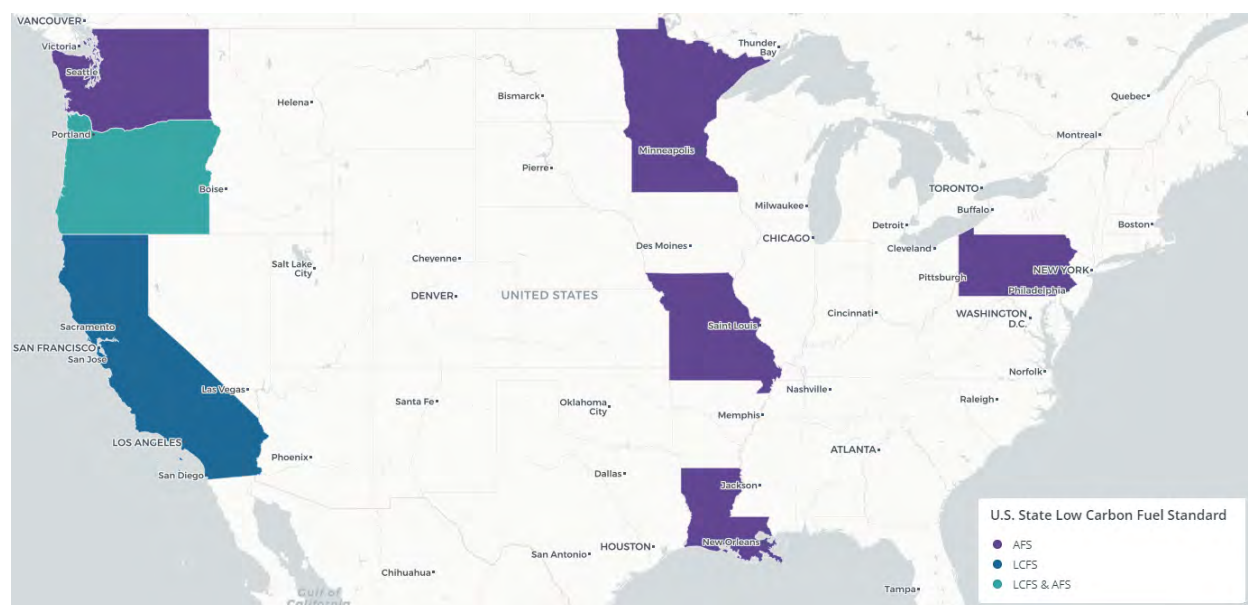 VANCOUVER
Victoria
Seattle
Thunder
Bay
Helena
Bismarck
Quebec
Portland
Montreal
Minneapolis
Pierre
Boise
TORONTO
Milwaukee
Buffalo
Detroit
Boston
CHICAGO
Des Moines
Cleveland
Salt Lake
City
Cheyenne
Pittsburgh
NEW YORK
DENVER
UNITED STATES
Philadelphia
Sacramento
Saint Louis
Cincinnati
WASHINGTON
D.C.
SAN FRANCISCO
San Jose
Norfolk
Las Vegas
Nashville
Santa Fe
Oklahoma
City
Raleigh
Memphis
LOS ANGELES
ATLANTA
Phoenix
San Diego
Dallas
Jackson
U.S. State Low Carbon Fuel Standard
New Orleans
AFS
HOUSTON
San Antonio
LCFS
Chihuahua
LCFS & AFS
Gulf of
California
Tampa